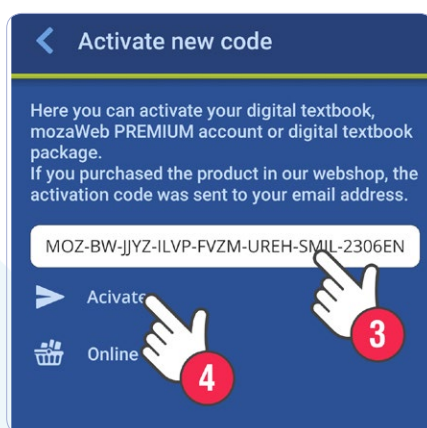 Activate new code
Here you can activate your digital textbook,
mozaWeb PREMIUM account or digital textbook
package.
If you purchased the product in our webshop, the
activation code was sent to your email address.
MOZ-BW-JJYZ-ILVP-FVZM-UREH-SMIL-2306EN
Acivate
3
Online
4